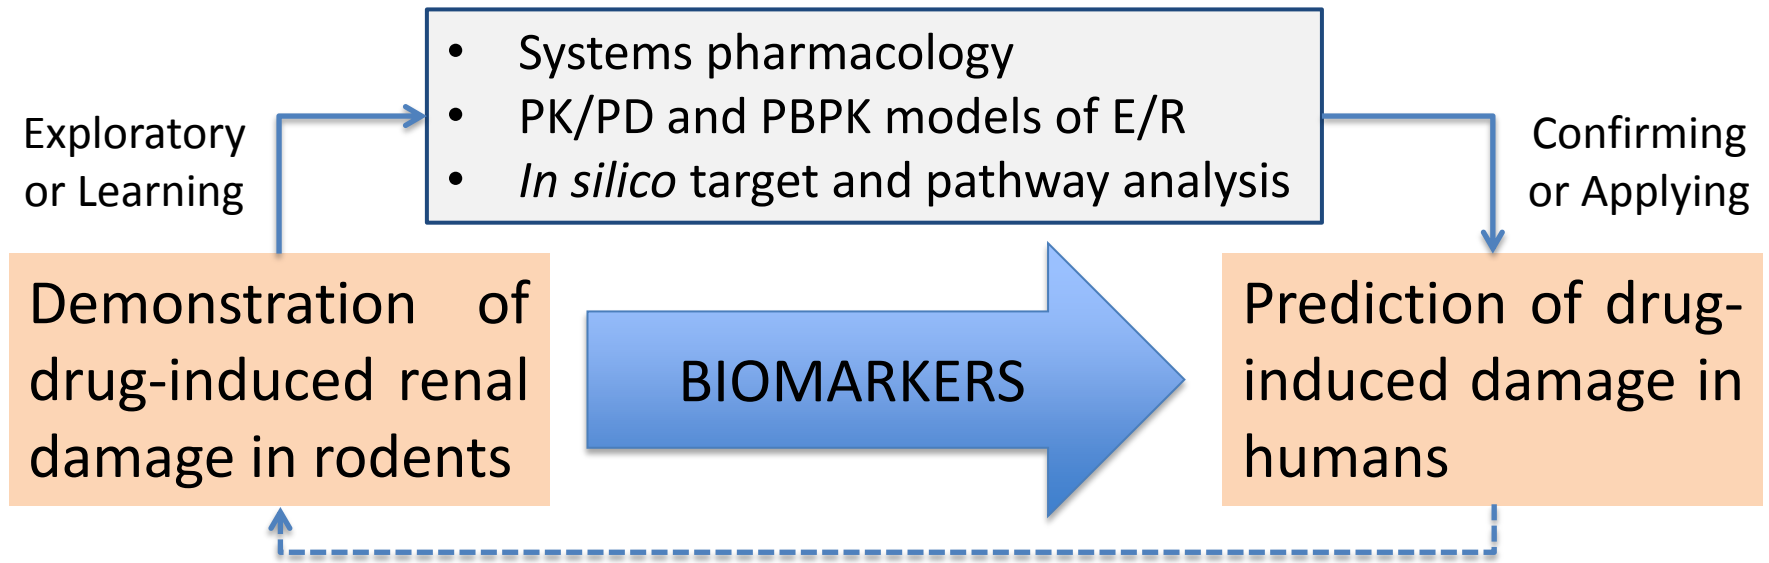 • Systems pharmacology
• PK/PD and PBPK models of E/R
• In silico target and pathway analysis
Exploratory
or Learning
Confirming
or Applying
Demonstration of
drug-induced renal
damage in rodents
BIOMARKERS
Prediction of drug-
induced damage in
humans